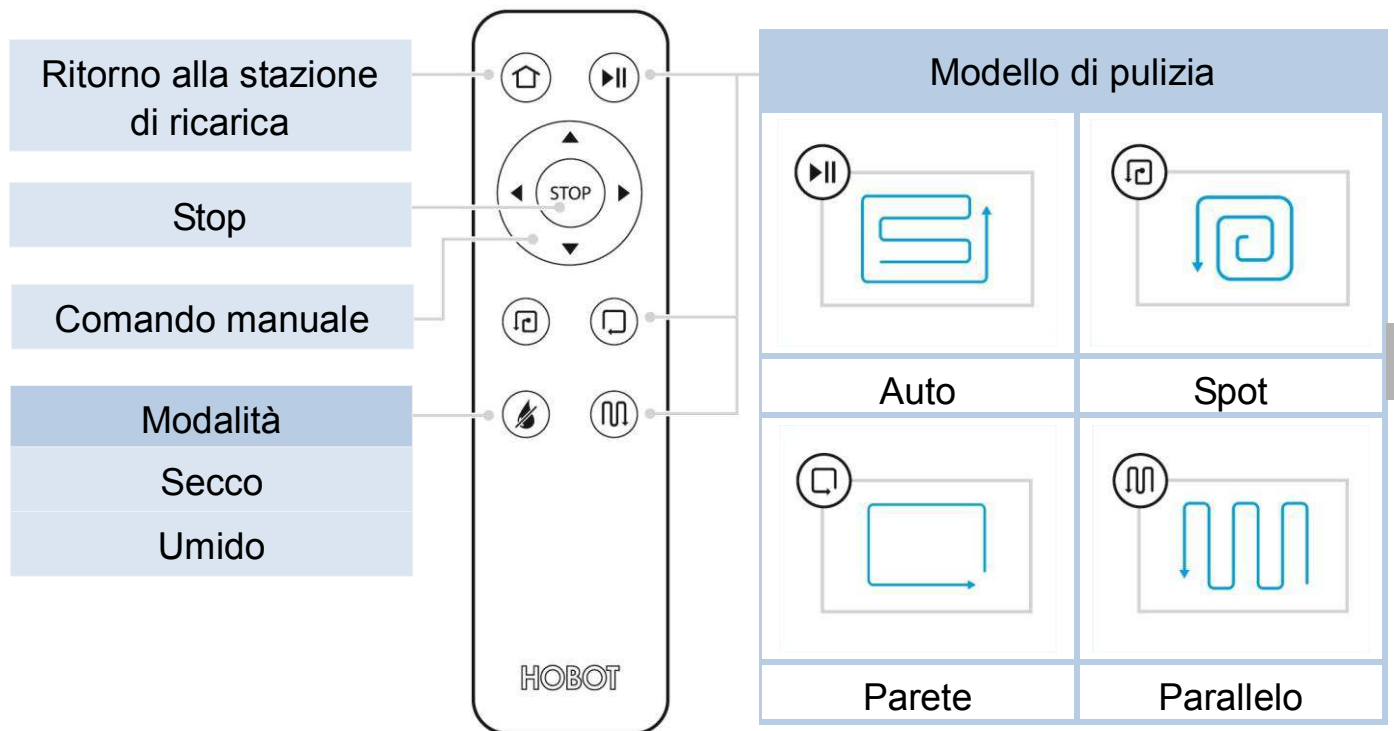 Ritorno alla stazione
di ricarica
Stop
Comando manuale
Modalità
Secco
Umido
STOP
HOBOT
Modello di pulizia
Auto
Spot
Parete
Parallelo